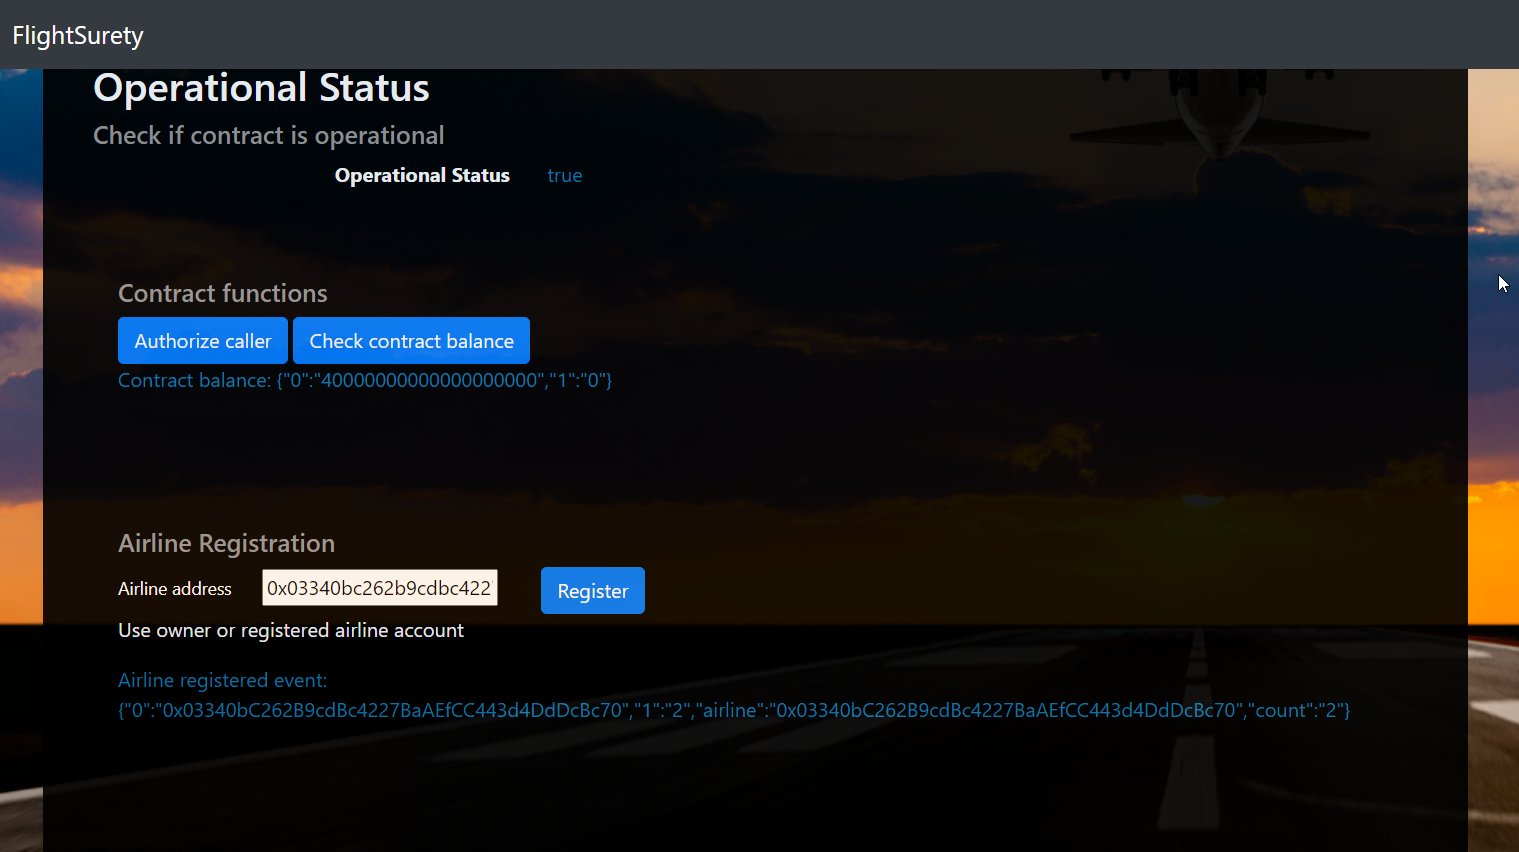 FlightSurety
Operational Status
Check if contract is operational
Operational Status true
Contract functions
Authorize caller Check contract balance
Contract balance: {"0":"40000000000000000000","1":"0"}
Airline Registration
Airline address 0x03340bc262b9cdbc422 Register
Use owner or registered airline account
Airline registered event:
{"0":"0x03340bC262B9cdBc4227BaAEfCC443d4DdDcBc70","1":"2","airline":"0x03340bC262B9cdBc4227BaAEfCC443d4DdDcBc70","count":"2"}